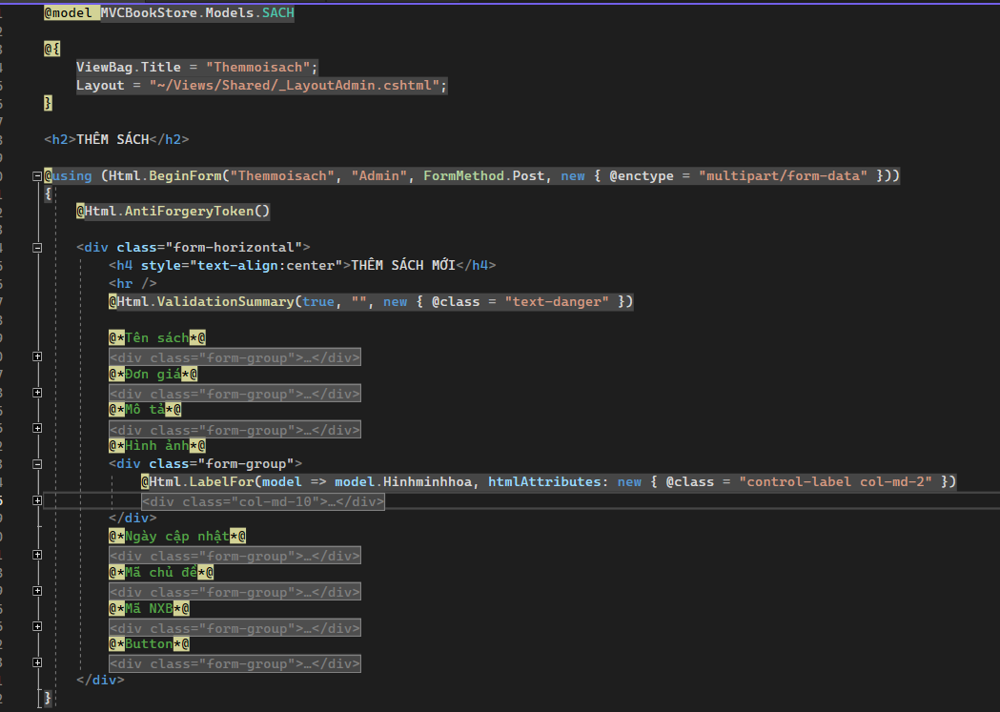 @model MVCBookStore.Models.SACH
@{
ViewBag.Title = "Themmoisach";
Layout = "~/Views/Shared/_LayoutAdmin.cshtml";
}
<h2>THÊM SÁCH</h2>
@using (Html.BeginForm("Themmoisach", "Admin", FormMethod.Post, new { @enctype = "multipart/form-data" }))
{
@Html.AntiForgeryToken()
<div class="form-horizontal">
<h4 style="text-align:center">THÊM SÁCH MỚI</h4>
<hr />
@Html.ValidationSummary(true, "", new { @class = "text-danger" })
@*Tên sách*@
<div class="form-group">…</div>
@*Đơn giá*@
<div class="form-group">…</div>
@*Mô tả*@
<div class="form-group">…</div>
@*Hình ảnh*@
<div class="form-group">
@Html.LabelFor(model => model.Hinhminhhoa, htmlAttributes: new { @class = "control-label col-md-2" })
<div class="col-md-10">…</div>
</div>
@*Ngày cập nhật*@
<div class="form-group">…</div>
@*Mã chủ đề*@
<div class="form-group">…</div>
@*Mã NXB*@
<div class="form-group">…</div>
@*Button*@
<div class="form-group">…</div>
</div>
}